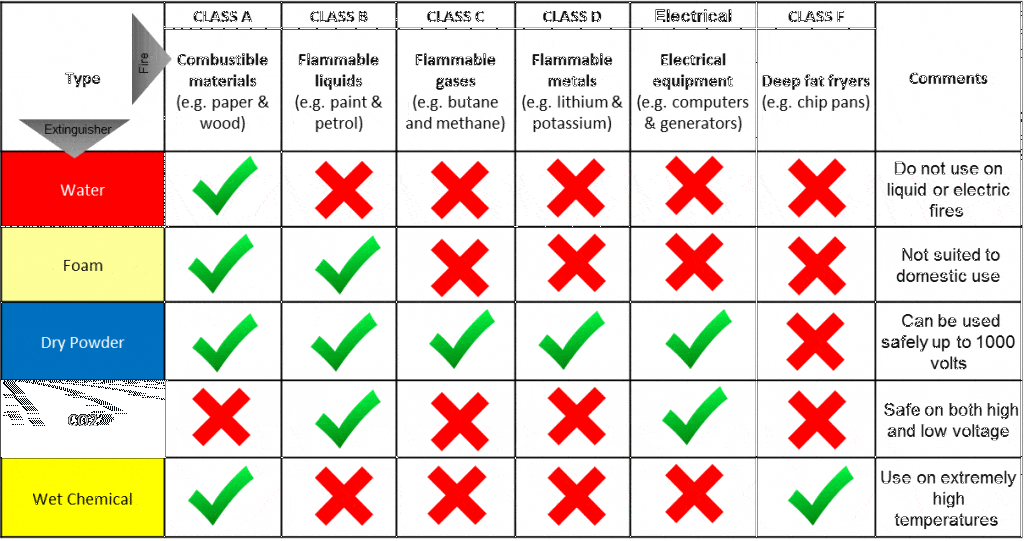 CLASS A
CLASS B
CLASS C
CLASS D
Electrical
CLASS F
Type
Fire
Extinguisher
Combustible
materials
(e.g. paper &
wood)
Flammable
liquids
(e.g. paint &
petrol)
Flammable
gases
(e.g. butane
and methane)
Flammable
metals
(e.g. lithium &
potassium)
Electrical
equipment
(e.g. computers
& generators)
Deep fat fryers
(e.g. chip pans)
Comments
Water
Do not use on
liquid or electric
fires
Foam
Not suited to
domestic use
Dry Powder
Can be used
safely up to 1000
volts
Safe on both high
and low voltage
Wet Chemical
Use on extremely
high
temperatures